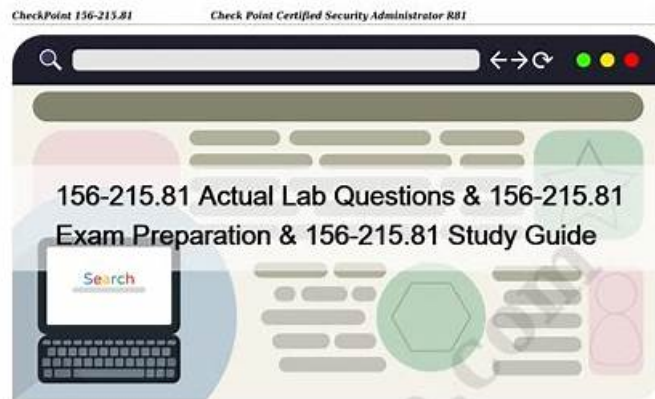 CheckPoint 156-215.81 Check Point Certified Security Administrator R81
156-215.81 Actual Lab Questions & 156-215.81
Exam Preparation & 156-215.81 Study Guide
Search